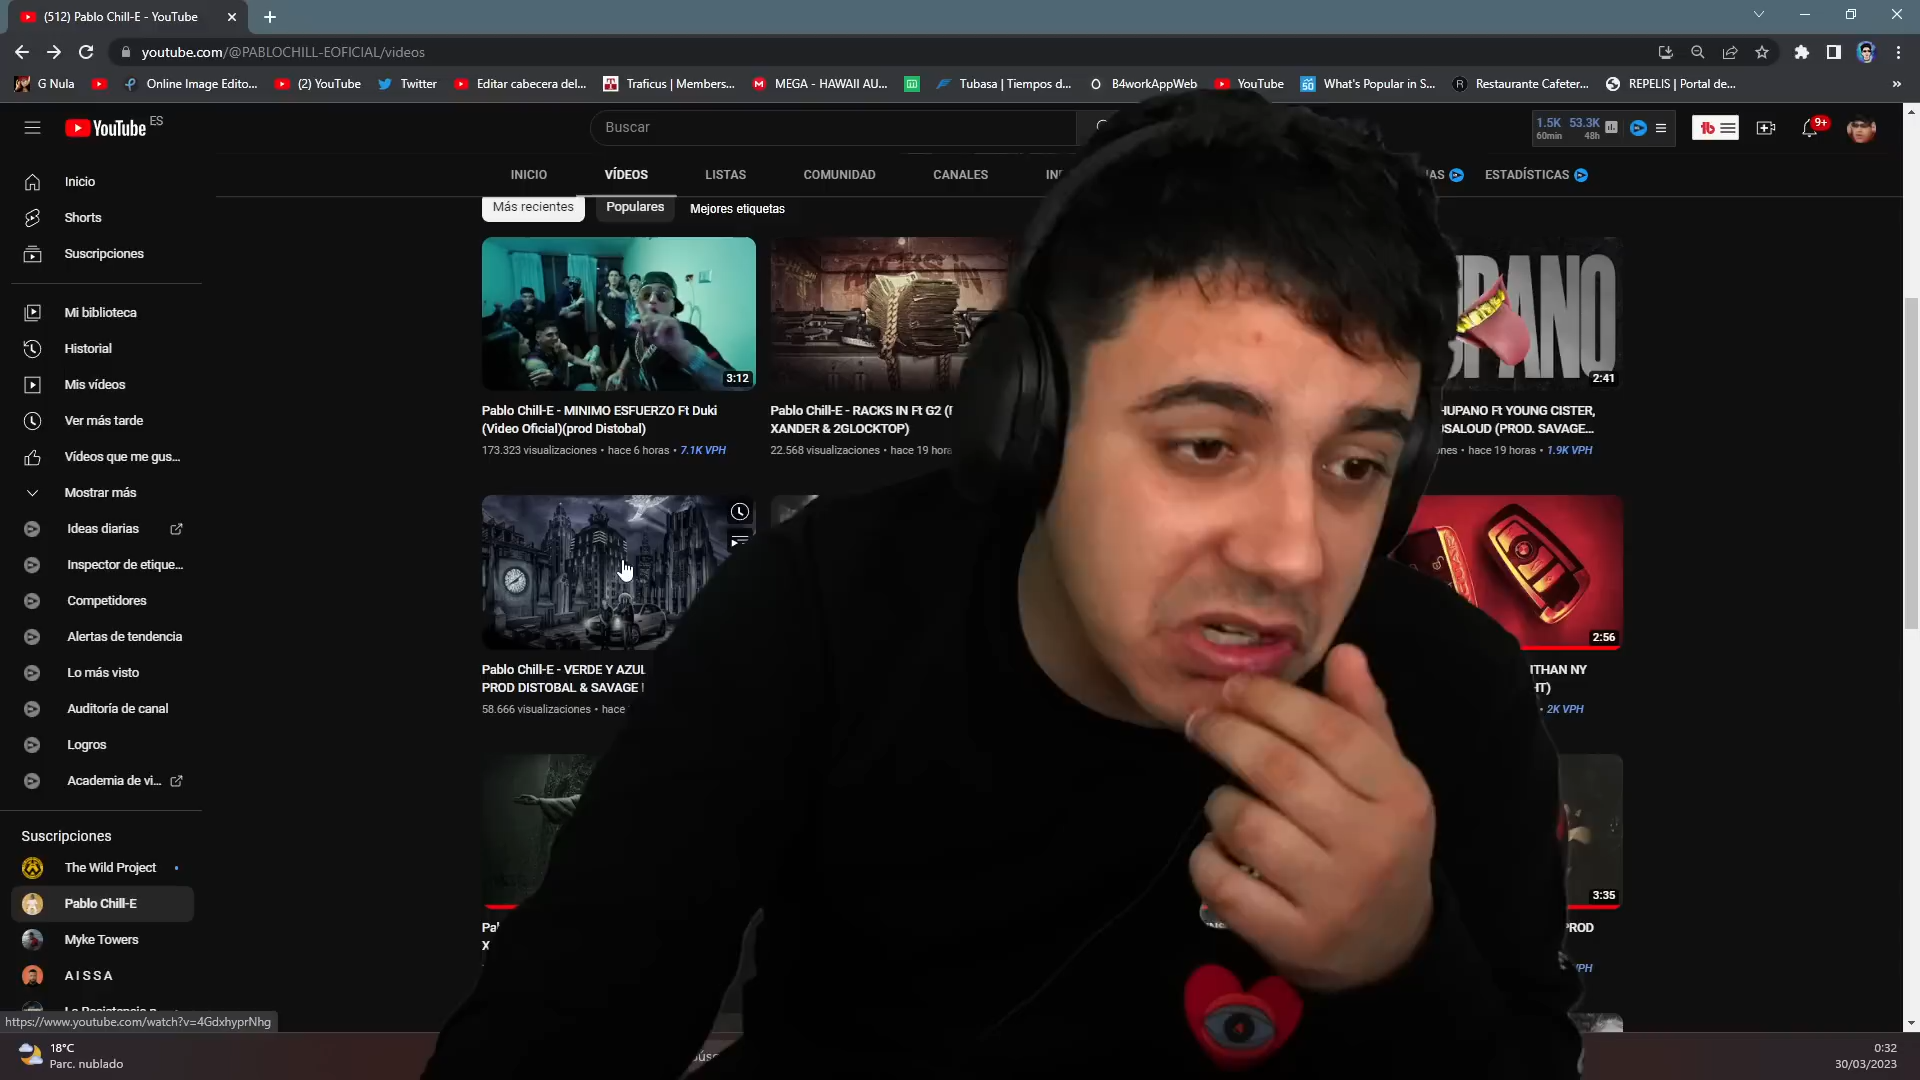 (512) Pablo Chill-E - YouTube
youtube.com/@PABLOCHILL-EOFICIAL/videos
G Nula
Online Image Edito...
(2) YouTube
Twitter
Editar cabecera del...
Traficus | Members...
MEGA - HAWAII AU...
Tubasa | Tiempos d...
B4workAppWeb
YouTube
What's Popular in S...
Restaurante Cafeter...
REPELIS | Portal de...
»
YouTube ES
Buscar
1.5K 53.3K
60min 48h
9+
INICIO
VÍDEOS
LISTAS
COMUNIDAD
CANALES
ESTADÍSTICAS
Más recientes
Populares
Mejores etiquetas
Inicio
Shorts
Suscripciones
Mi biblioteca
Historial
Mis vídeos
Ver más tarde
Vídeos que me gus...
Mostrar más
Ideas diarias
Inspector de etique...
Competidores
Alertas de tendencia
Lo más visto
Auditoría de canal
Logros
Academia de vi...
Suscripciones
The Wild Project
Pablo Chill-E
Myke Towers
A I S S A
3:12
Pablo Chill-E - MINIMO ESFUERZO Ft Duki
(Video Oficial)(prod Distobal)
173.323 visualizaciones • hace 6 horas • 7.1K VPH
RACKS IN
Pablo Chill-E - RACKS IN Ft G2 (
XANDER & 2GLOCKTOP)
22.568 visualizaciones • hace 19 hora
2:41
Ft YOUNG CISTER,
(PROD. SAVAGE...
• hace 19 horas • 1.9K VPH
Pablo Chill-E - VERDE Y AZUL
PROD DISTOBAL & SAVAGE
58.666 visualizaciones • hace
2:56
NY
• 2K VPH
3:35
X
VPH
https://www.youtube.com/watch?v=4GdxhyprNhg
18°C
Parc. nublado
0:32
30/03/2023